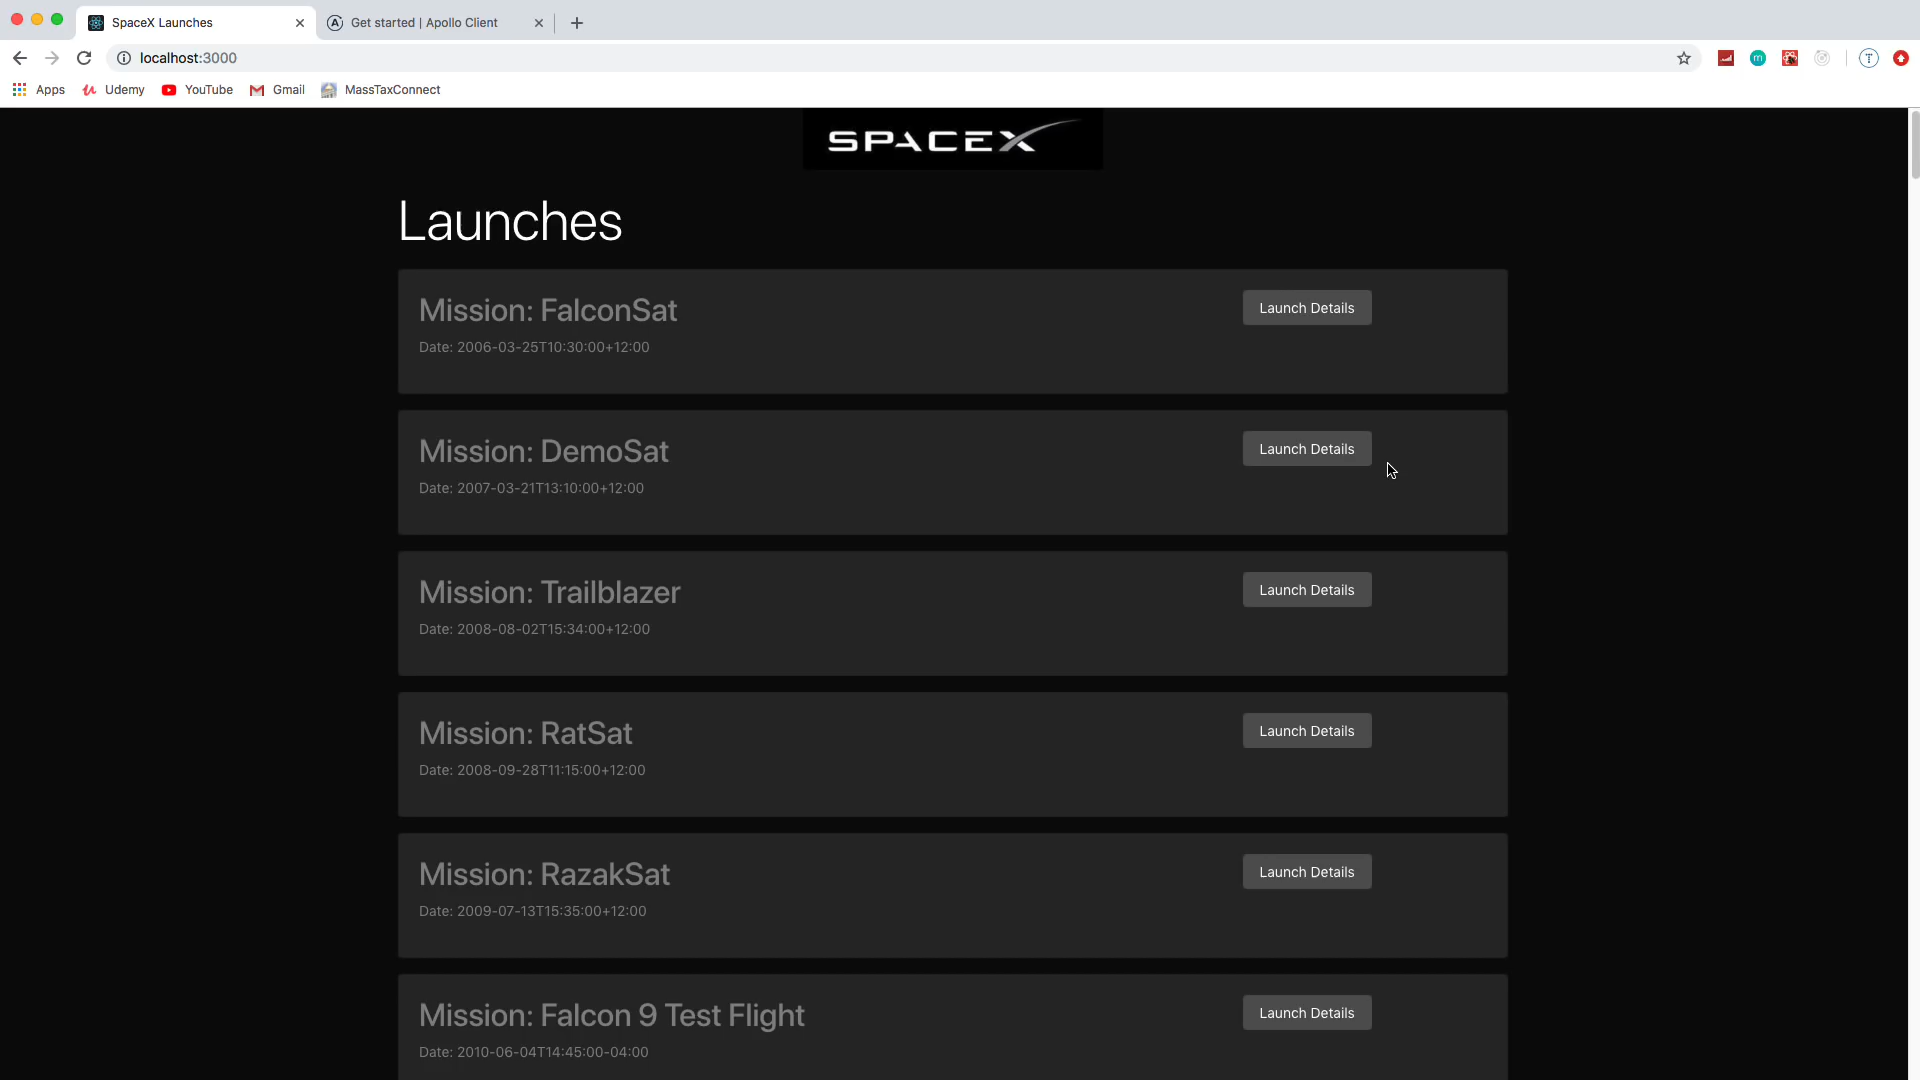 SpaceX Launches
Get started | Apollo Client
localhost:3000
Apps
Udemy
YouTube
Gmail
MassTaxConnect
SPACEX
Launches
Mission: FalconSat
Launch Details
Date: 2006-03-25T10:30:00+12:00
Mission: DemoSat
Launch Details
Date: 2007-03-21T13:10:00+12:00
Mission: Trailblazer
Launch Details
Date: 2008-08-02T15:34:00+12:00
Mission: RatSat
Launch Details
Date: 2008-09-28T11:15:00+12:00
Mission: RazakSat
Launch Details
Date: 2009-07-13T15:35:00+12:00
Mission: Falcon 9 Test Flight
Launch Details
Date: 2010-06-04T14:45:00-04:00